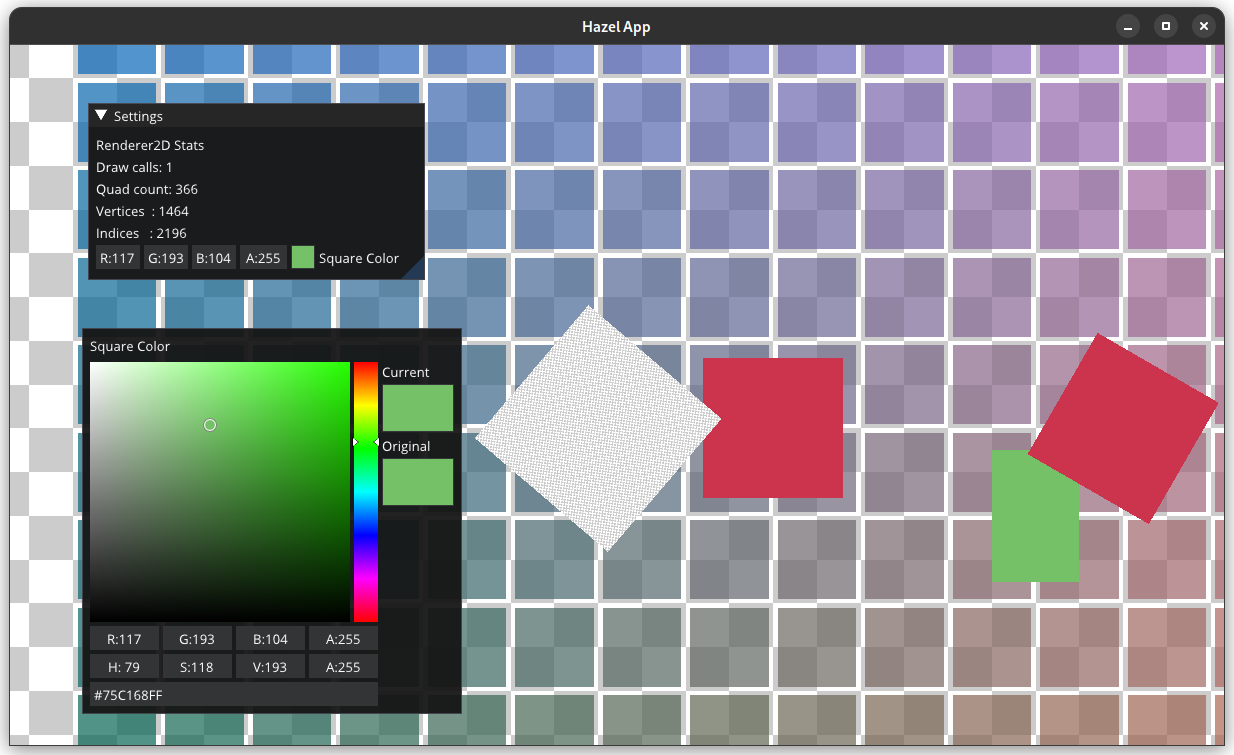 Hazel App
Settings
Renderer2D Stats
Draw calls: 1
Quad count: 366
Vertices  : 1464
Indices   : 2196
R:117 G:193 B:104 A:255 Square Color
Square Color
Current
Original
R:117 G:193 B:104 A:255
H: 79 S:118 V:193 A:255
#75C168FF